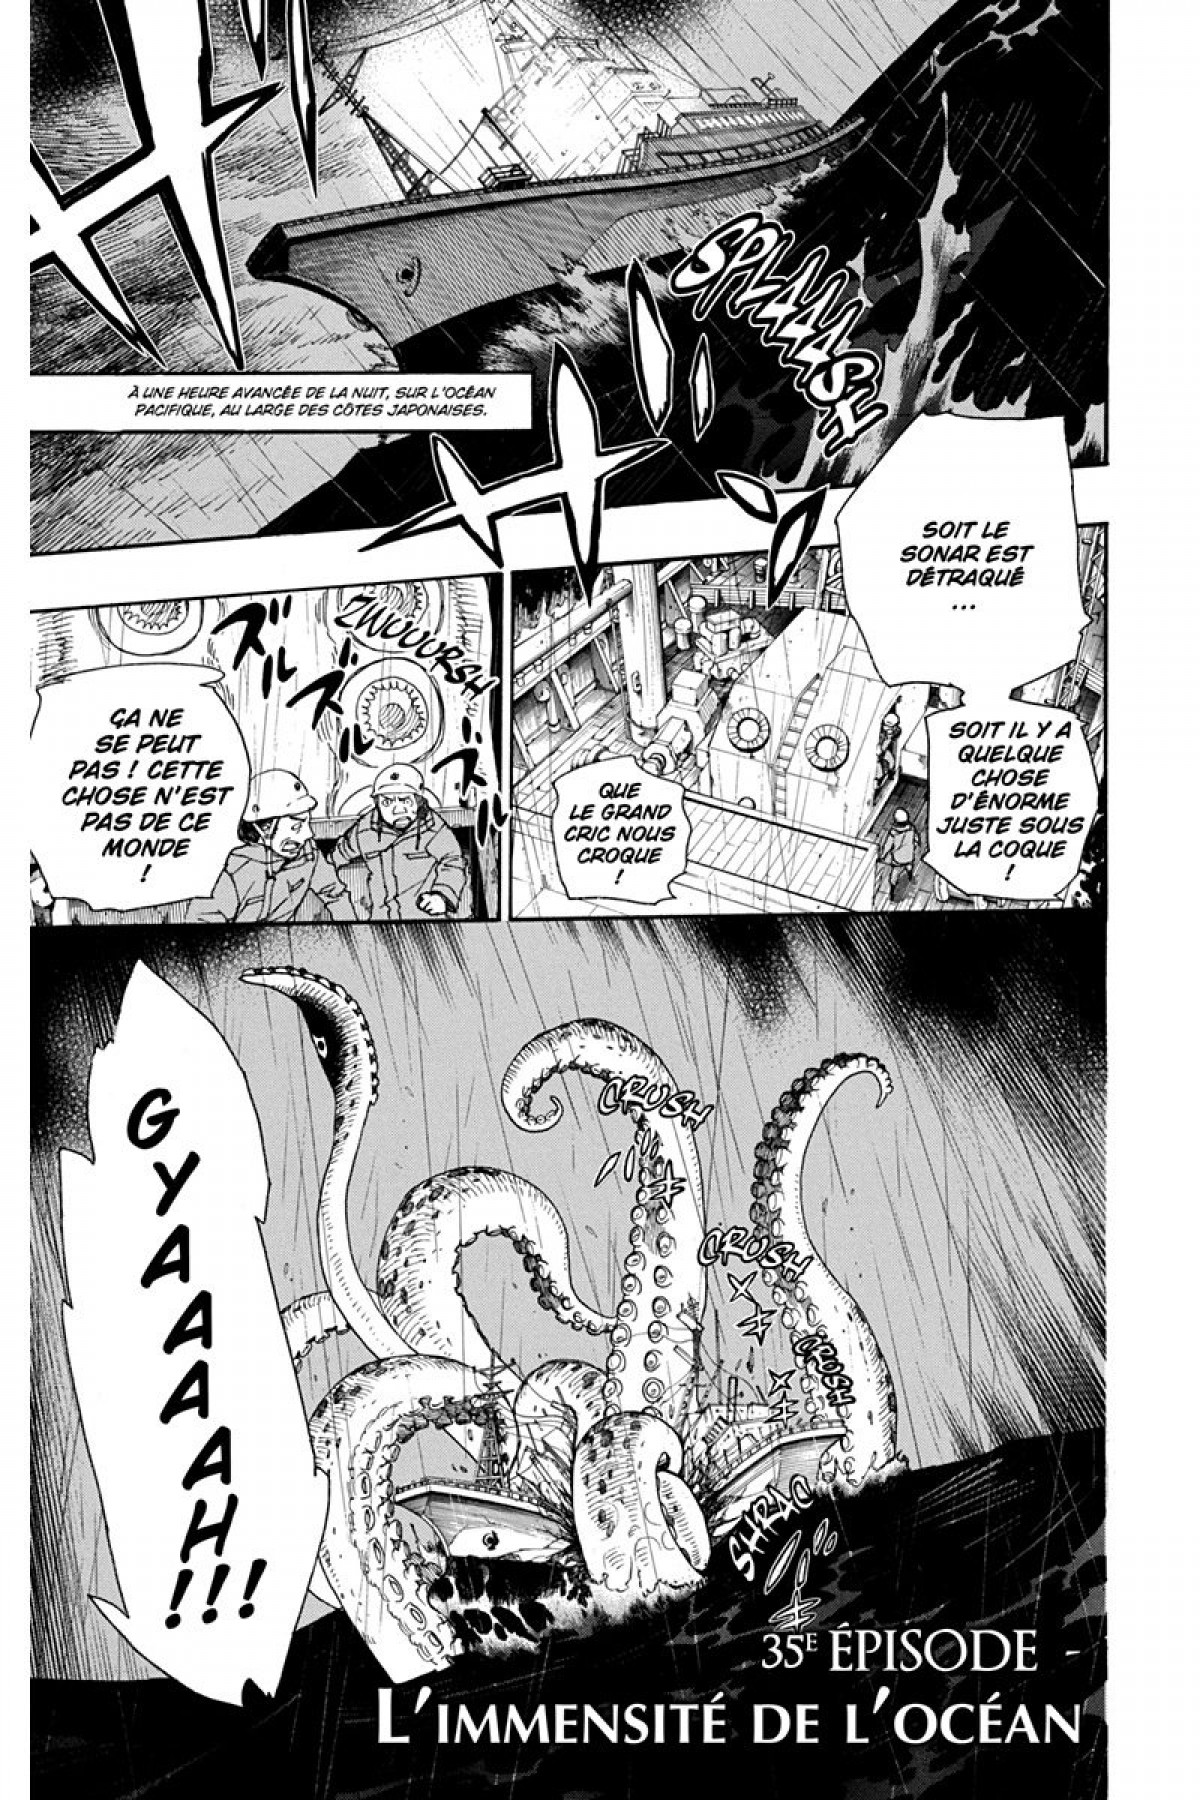 SPLAAAASH
À UNE HEURE AVANCÉE DE LA NUIT, SUR L'OCÉAN
PACIFIQUE, AU LARGE DES CÔTES JAPONAISES.
SOIT LE
SONAR EST
DÉTRAQUÉ
...
SOIT IL Y A
QUELQUE
CHOSE
D'ÉNORME
JUSTE SOUS
LA COQUE !
QUE
LE GRAND
CRIC NOUS
CROQUE
!
ZWUUURSH
ズルズルッ
ÇA NE
SE PEUT
PAS ! CETTE
CHOSE N'EST
PAS DE CE
MONDE
!
GYAAAAH!!!
CRUSH
CRUSH
CRUSH
SHRAC
35E ÉPISODE -
L'IMMENSITÉ DE L'OCÉAN